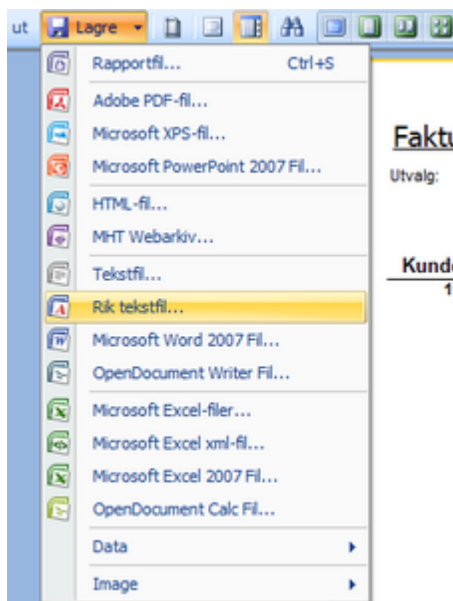 ut Lagre
Rapportfil... Ctrl+S
Adobe PDF-fil...
Microsoft XPS-fil...
Microsoft PowerPoint 2007 Fil...
HTML-fil...
MHT Webarkiv...
Tekstfil...
Rik tekstfil...
Microsoft Word 2007 Fil...
OpenDocument Writer Fil...
Microsoft Excel-filer...
Microsoft Excel xml-fil...
Microsoft Excel 2007 Fil...
OpenDocument Calc Fil...
Data
Image
Faktu
Utvalg:
Kunde
1